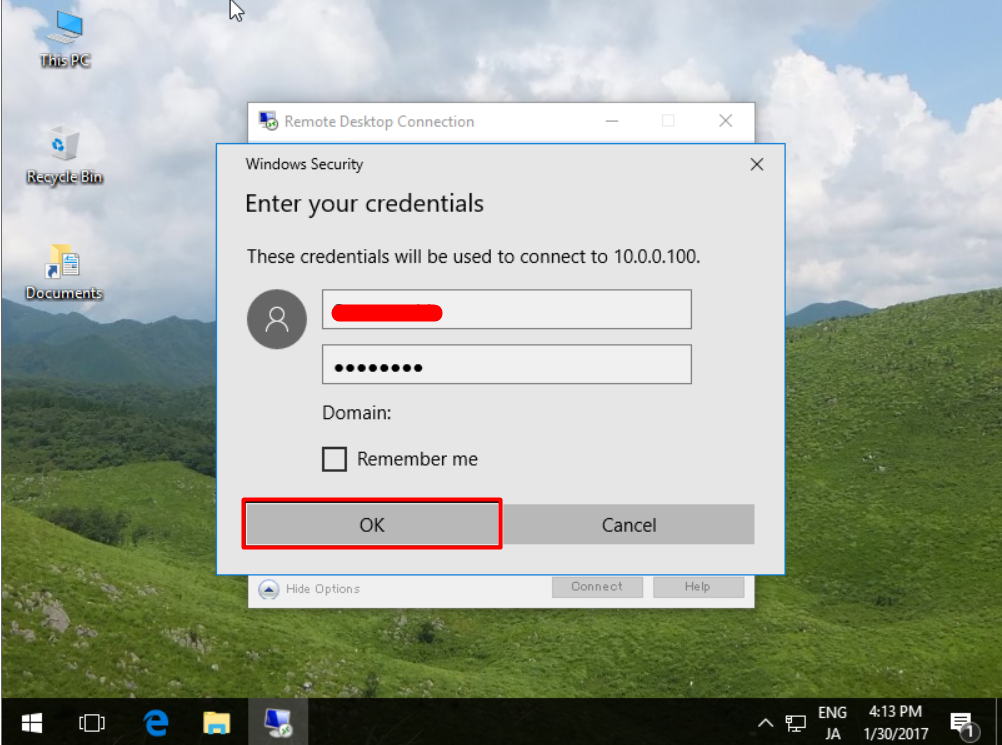 This PC
Recycle Bin
Documents
Remote Desktop Connection
Windows Security
Enter your credentials
These credentials will be used to connect to 10.0.0.100.
Domain:
Remember me
OK
Cancel
Hide Options
Connect
Help
ENG
JA
4:13 PM
1/30/2017
1